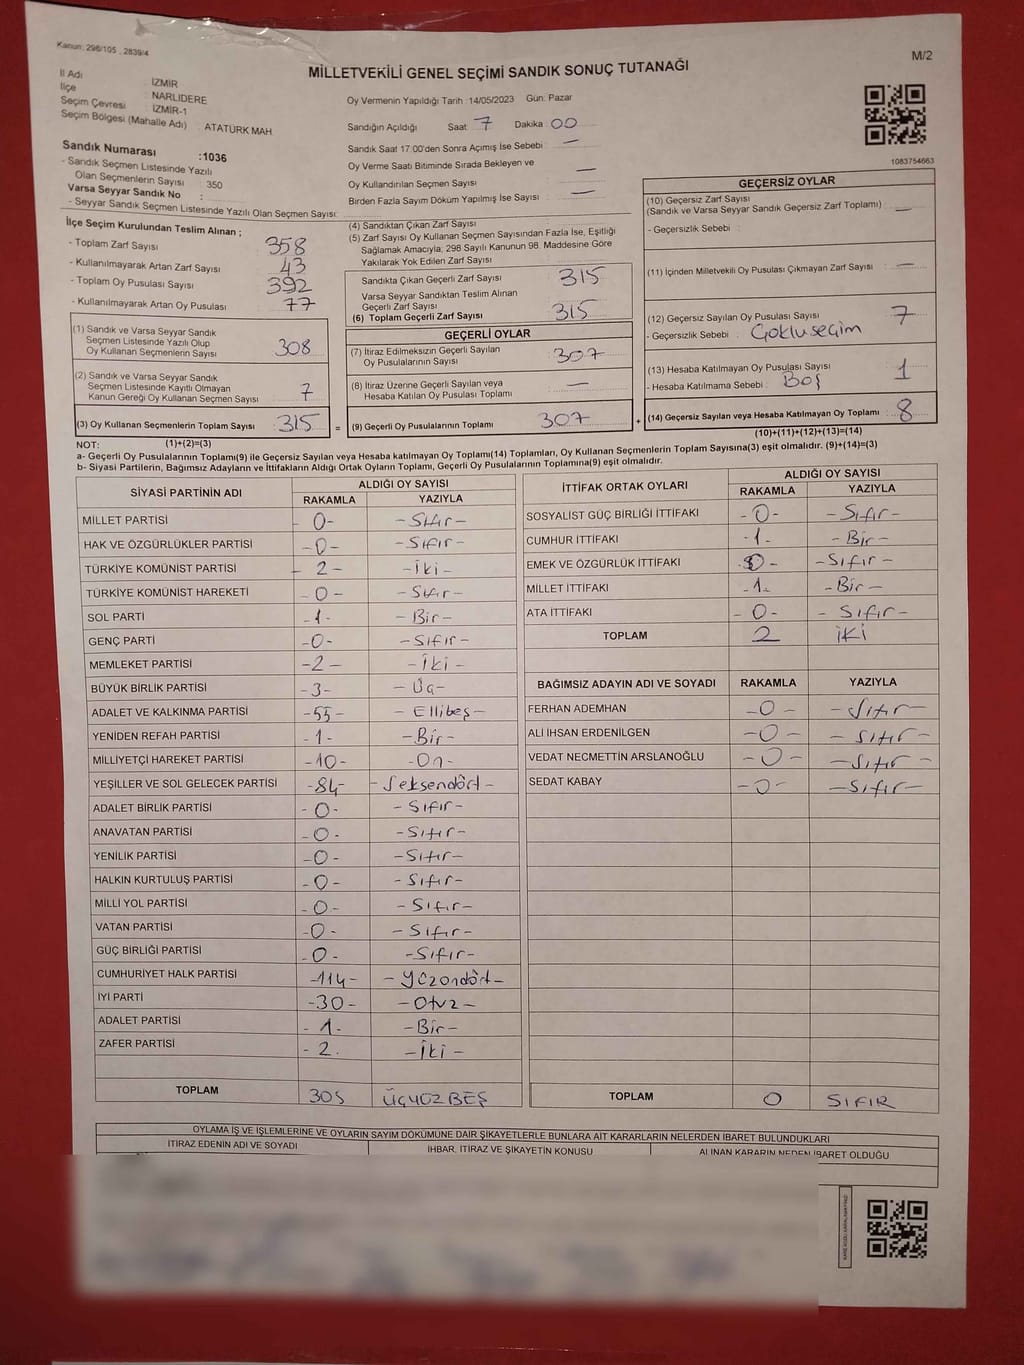 Kanun: 298/105 , 2839/4
M/2
MİLLETVEKİLİ GENEL SEÇİMİ SANDIK SONUÇ TUTANAĞI
İl Adı İZMİR
İlçe NARLIDERE
Seçim Çevresi İZMİR-1
Seçim Bölgesi (Mahalle Adı) : ATATÜRK MAH
Oy Vermenin Yapıldığı Tarih :14/05/2023 Gün: Pazar
Sandığın Açıldığı Saat 7 Dakika 00
Sandık Saat 17.00'den Sonra Açımış İse Sebebi —
Oy Verme Saati Bitiminde Sırada Bekleyen ve
Oy Kullandırılan Seçmen Sayısı —
Birden Fazla Sayım Döküm Yapılmış İse Sayısı —
1083754663
Sandık Numarası :1036
- Sandık Seçmen Listesinde Yazılı
Olan Seçmenlerin Sayısı : 350
Varsa Seyyar Sandık No :
- Seyyar Sandık Seçmen Listesinde Yazılı Olan Seçmen Sayısı:
İlçe Seçim Kurulundan Teslim Alınan ;
- Toplam Zarf Sayısı 358
- Kullanılmayarak Artan Zarf Sayısı 43
- Toplam Oy Pusulası Sayısı 392
- Kullanılmayarak Artan Oy Pusulası 77
(1) Sandık ve Varsa Seyyar Sandık
Seçmen Listesinde Yazılı Olup
Oy Kullanan Seçmenlerin Sayısı 308
(2) Sandık ve Varsa Seyyar Sandık
Seçmen Listesinde Kayıtlı Olmayan
Kanun Gereği Oy Kullanan Seçmen Sayısı 7
(3) Oy Kullanan Seçmenlerin Toplam Sayısı 315 =
(1)+(2)=(3)
(4) Sandıktan Çıkan Zarf Sayısı
(5) Zarf Sayısı Oy Kullanan Seçmen Sayısından Fazla İse, Eşitliği
Sağlamak Amacıyla; 298 Sayılı Kanunun 98. Maddesine Göre
Yakılarak Yok Edilen Zarf Sayısı
Sandıkta Çıkan Geçerli Zarf Sayısı 315
Varsa Seyyar Sandıktan Teslim Alınan
Geçerli Zarf Sayısı
(6) Toplam Geçerli Zarf Sayısı 315
GEÇERLİ OYLAR
(7) İtiraz Edilmeksizin Geçerli Sayılan
Oy Pusulalarının Sayısı 307
(8) İtiraz Üzerine Geçerli Sayılan veya
Hesaba Katılan Oy Pusulası Toplamı —
(9) Geçerli Oy Pusulalarının Toplamı 307 +
GEÇERSİZ OYLAR
(10) Geçersiz Zarf Sayısı
(Sandık ve Varsa Seyyar Sandık Geçersiz Zarf Toplamı) —
- Geçersizlik Sebebi :
(11) İçinden Milletvekili Oy Pusulası Çıkmayan Zarf Sayısı —
(12) Geçersiz Sayılan Oy Pusulası Sayısı 7
- Geçersizlik Sebebi : Çoklu seçim
(13) Hesaba Katılmayan Oy Pusulası Sayısı 1
- Hesaba Katılmama Sebebi : Boş
(14) Geçersiz Sayılan veya Hesaba Katılmayan Oy Toplamı 8
(10)+(11)+(12)+(13)=(14)
NOT:
a- Geçerli Oy Pusulalarının Toplamı(9) ile Geçersiz Sayılan veya Hesaba katılmayan Oy Toplamı(14) Toplamları, Oy Kullanan Seçmenlerin Toplam Sayısına(3) eşit olmalıdır. (9)+(14)=(3)
b- Siyasi Partilerin, Bağımsız Adayların ve İttifakların Aldığı Ortak Oyların Toplamı, Geçerli Oy Pusulalarının Toplamına(9) eşit olmalıdır.
SİYASİ PARTİNİN ADI ALDIĞI OY SAYISI
RAKAMLA YAZIYLA
MİLLET PARTİSİ - 0 - - Sıfır -
HAK VE ÖZGÜRLÜKLER PARTİSİ - 0 - - Sıfır -
TÜRKİYE KOMÜNİST PARTİSİ - 2 - - İki -
TÜRKİYE KOMÜNİST HAREKETİ - 0 - - Sıfır -
SOL PARTİ - 1 - - Bir -
GENÇ PARTİ - 0 - - Sıfır -
MEMLEKET PARTİSİ - 2 - - İki -
BÜYÜK BİRLİK PARTİSİ - 3 - - Üç -
ADALET VE KALKINMA PARTİSİ - 55 - - Ellibeş -
YENİDEN REFAH PARTİSİ - 1 - - Bir -
MİLLİYETÇİ HAREKET PARTİSİ - 10 - - On -
YEŞİLLER VE SOL GELECEK PARTİSİ - 84 - - Seksendört -
ADALET BİRLİK PARTİSİ - 0 - - Sıfır -
ANAVATAN PARTİSİ - 0 - - Sıfır -
YENİLİK PARTİSİ - 0 - - Sıfır -
HALKIN KURTULUŞ PARTİSİ - 0 - - Sıfır -
MİLLİ YOL PARTİSİ - 0 - - Sıfır -
VATAN PARTİSİ - 0 - - Sıfır -
GÜÇ BİRLİĞİ PARTİSİ - 0 - - Sıfır -
CUMHURİYET HALK PARTİSİ - 114 - - Yüzondört -
İYİ PARTİ - 30 - - Otuz -
ADALET PARTİSİ - 1 - - Bir -
ZAFER PARTİSİ - 2. - İki -
TOPLAM 305 ÜÇYÜZBEŞ
İTTİFAK ORTAK OYLARI ALDIĞI OY SAYISI
RAKAMLA YAZIYLA
SOSYALİST GÜÇ BİRLİĞİ İTTİFAKI - 0 - - Sıfır -
CUMHUR İTTİFAKI - 1 - - Bir -
EMEK VE ÖZGÜRLÜK İTTİFAKI - 0 - - Sıfır -
MİLLET İTTİFAKI - 1 - - Bir -
ATA İTTİFAKI - 0 - - Sıfır -
TOPLAM 2 İKİ
BAĞIMSIZ ADAYIN ADI VE SOYADI RAKAMLA YAZIYLA
FERHAN ADEMHAN - 0 - - Sıfır -
ALİ İHSAN ERDENİLGEN - 0 - - Sıfır -
VEDAT NECMETTİN ARSLANOĞLU - 0 - - Sıfır -
SEDAT KABAY - 0 - - Sıfır -
TOPLAM 0 SIFIR
OYLAMA İŞ VE İŞLEMLERİNE VE OYLARIN SAYIM DÖKÜMÜNE DAİR ŞİKAYETLERLE BUNLARA AİT KARARLARIN NELERDEN İBARET BULUNDUKLARI
İTİRAZ EDENİN ADI VE SOYADI İHBAR, İTİRAZ VE ŞİKAYETİN KONUSU ALINAN KARARIN NEDEN İBARET OLDUĞU